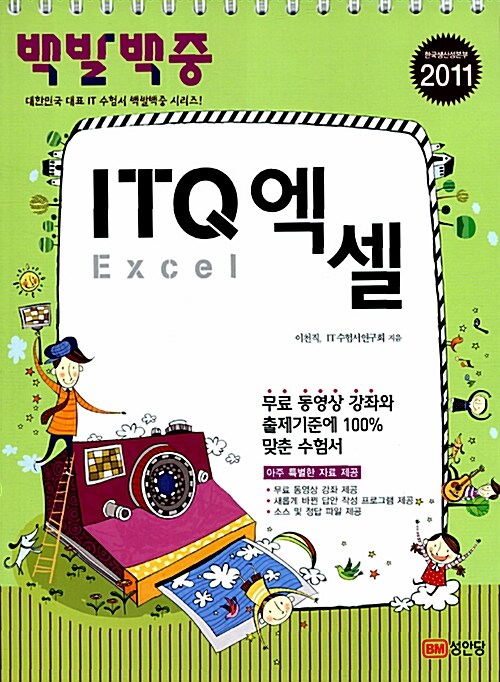 백발백중
대한민국 대표 IT 수험서 백발백중 시리즈!
한국생산성본부
2011
ITQ 엑셀
Excel
이천직, IT수험서연구회 지음
무료 동영상 강좌와
출제기준에 100%
맞춘 수험서
아주 특별한 자료 제공
• 무료 동영상 강좌 제공
• 새롭게 바뀐 답안 작성 프로그램 제공
• 소스 및 정답 파일 제공
BM 성안당